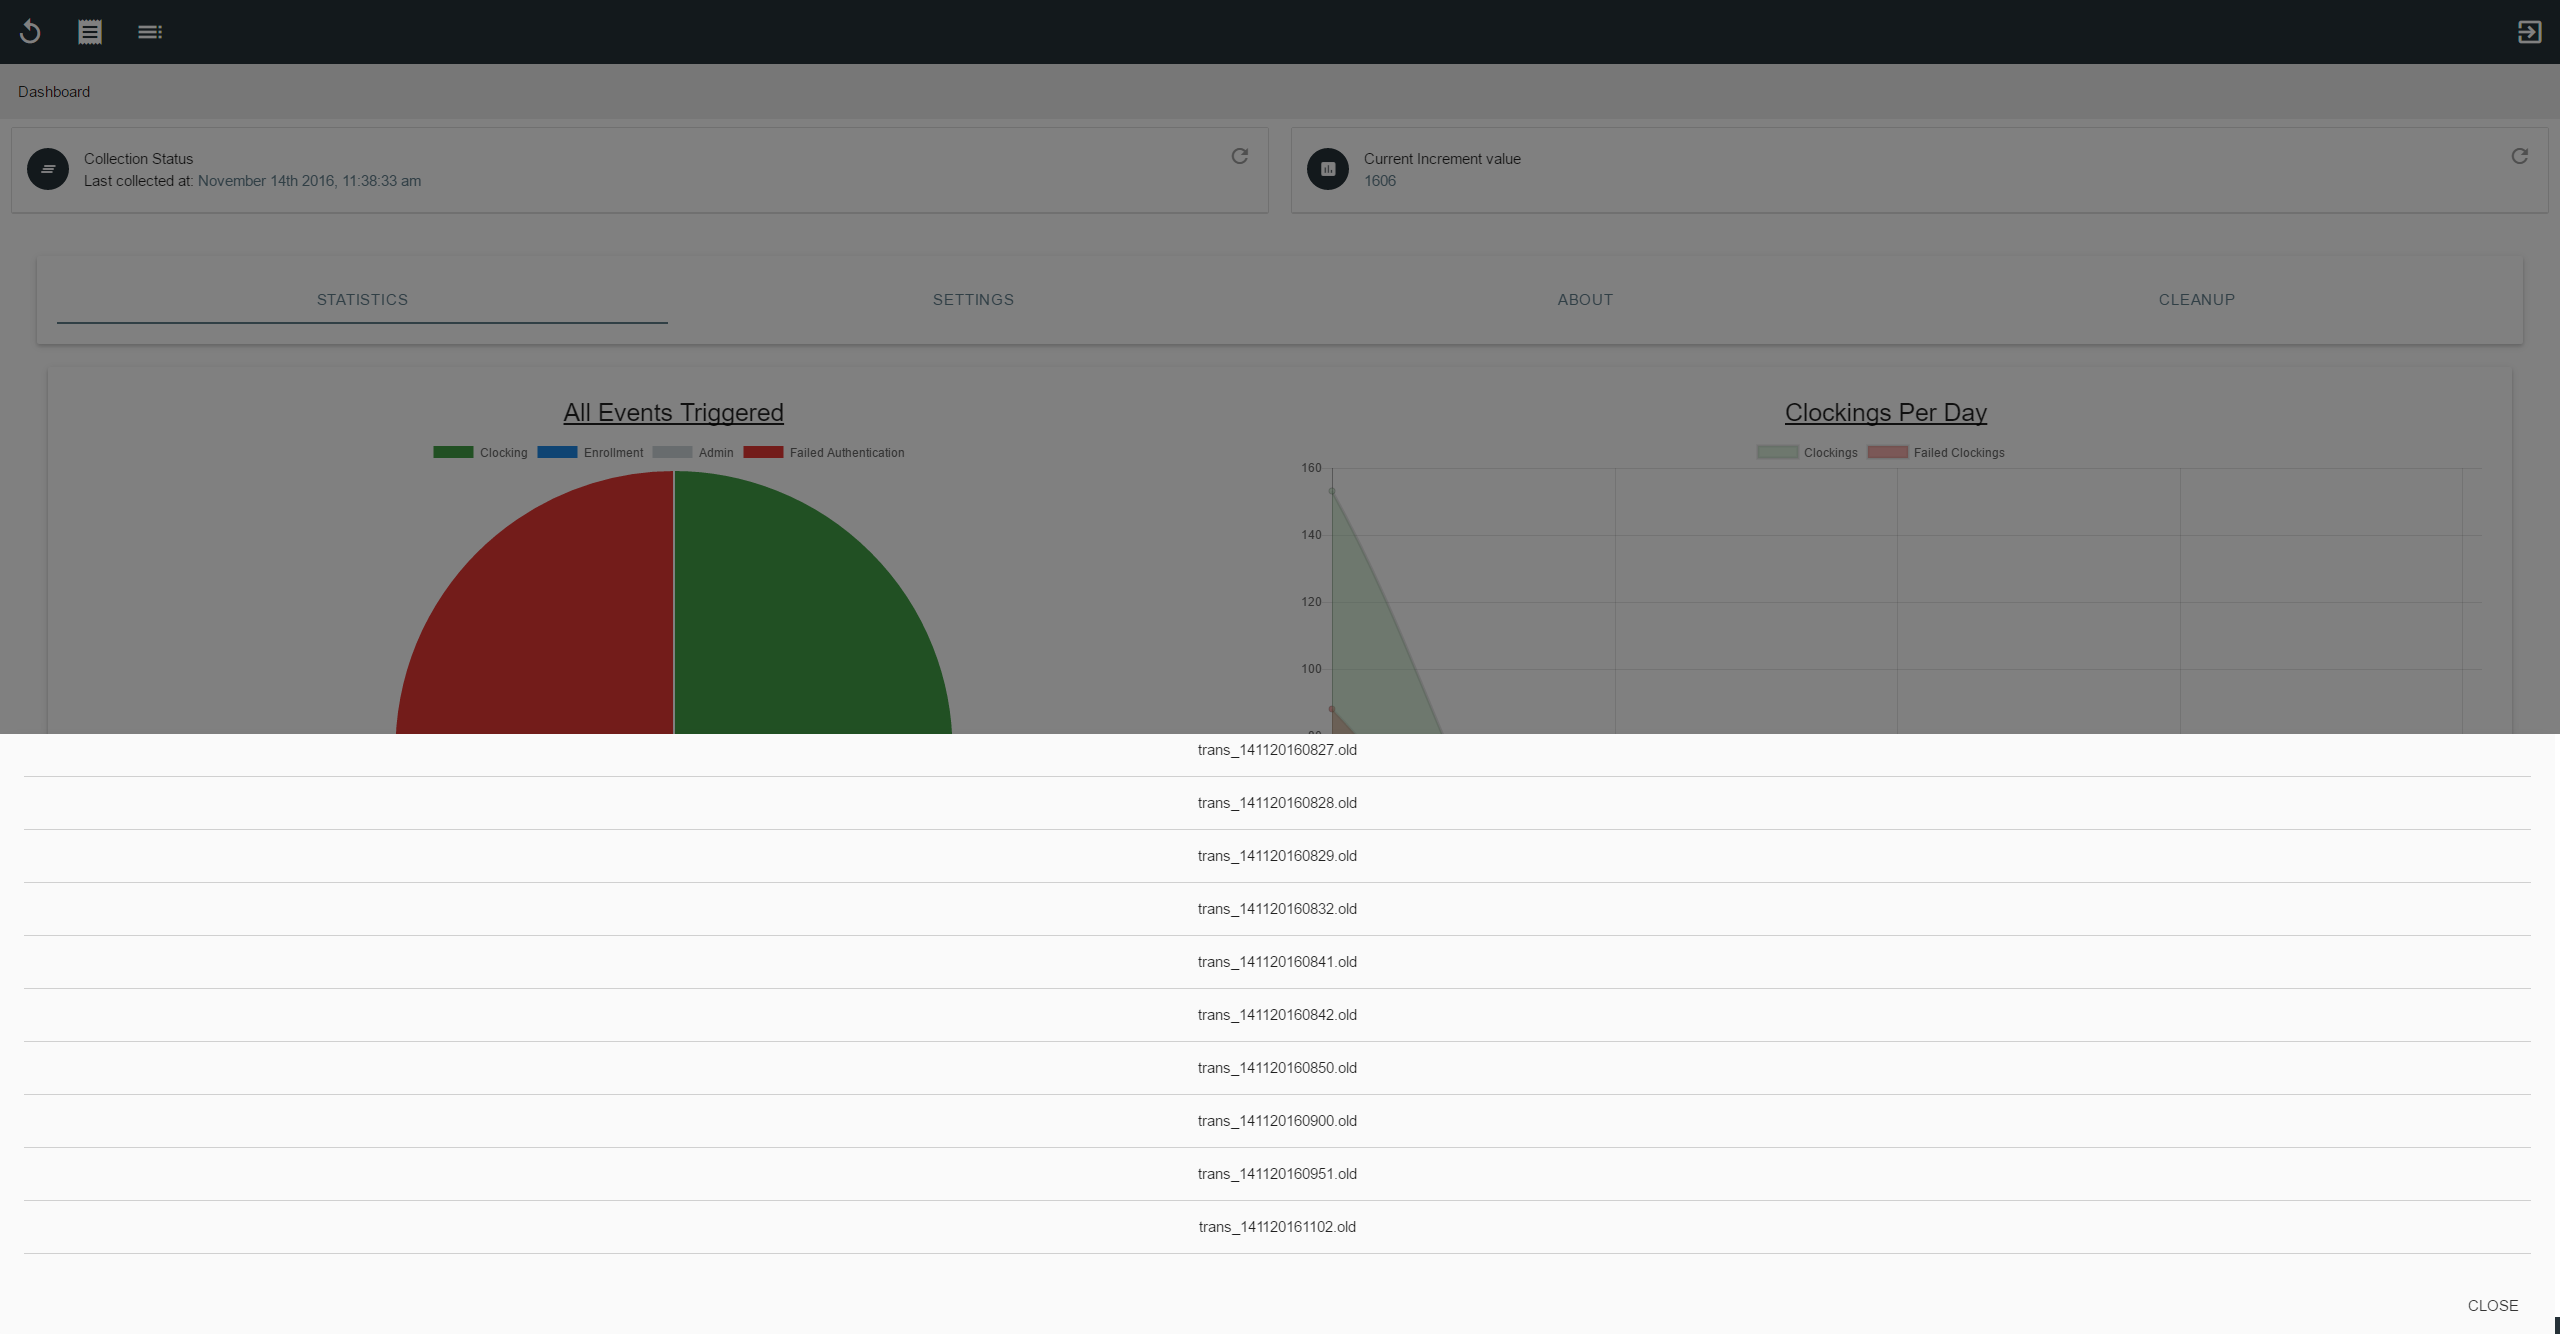 Dashboard
Collection Status
Last collected at: November 14th 2016, 11:38:33 am
Current Increment value
1606
STATISTICS
SETTINGS
ABOUT
CLEANUP
All Events Triggered
Clocking
Enrollment
Admin
Failed Authentication
Clockings Per Day
Clockings
Failed Clockings
160
140
120
100
trans_141120160827.old
trans_141120160828.old
trans_141120160829.old
trans_141120160832.old
trans_141120160841.old
trans_141120160842.old
trans_141120160850.old
trans_141120160900.old
trans_141120160951.old
trans_141120161102.old
CLOSE